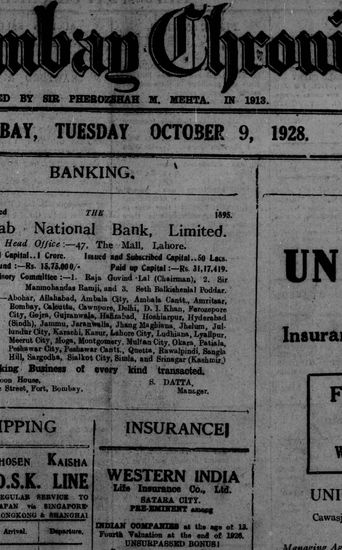 mbay Chroni
ED BY SIR PHEROZSHAH M. MEHTA. IN 1913.
BAY, TUESDAY OCTOBER 9, 1928.
BANKING.
THE 1895.
ab National Bank, Limited.
Head Office :—47, The Mall, Lahore.
Capital..1 Crore. Issued and Subscribed Capital..50 Lacs.
und :—Rs. 15,75,000/- Paid up Capital :—Rs. 31,17,419.
isory Committee :—1. Raja Govind Lal (Chairman), 2. Sir
Manmohandas Ramji, and 3. Seth Balkishenlal Poddar.
—Abohar, Allahabad, Ambala City, Ambala Cantt., Amritsar,
Bombay, Calcutta, Cawnpore, Delhi, D. I. Khan, Ferozepore
City, Gojra, Gujranwala, Hafizabad, Hoshiarpur, Hyderabad
(Sindh), Jammu, Jaranwalla, Jhang Maghiana, Jhelum, Jul-
lundur City, Karachi, Kasur, Lahore City, Ludhiana, Lyallpur
Meerut City, Moga, Montgomery, Multan City, Okara, Patiala,
Peshawar City, Peshawar Cantt., Quetta, Rawalpindi, Sangla
Hill, Sargodha, Sialkot City, Simla, and Srinagar (Kashmir)
king Business of every kind transacted.
oon House, S. DATTA,
e Street, Fort, Bombay. Manager.
UN
Insuran
F
W
UNI
Cawasj
Managing A
IPPING
HOSEN KAISHA
O.S.K. LINE
REGULAR SERVICE TO
APAN via SINGAPORE
ONGKONG & SHANGHAI
Arrival. Departure.
INSURANCE
WESTERN INDIA
Life Insurance Co., Ltd.
SATARA CITY.
PRE-EMINENT among
INDIAN COMPANIES at the age of 13.
Fourth Valuation at the end of 1926.
UNSURPASSED BONUS!